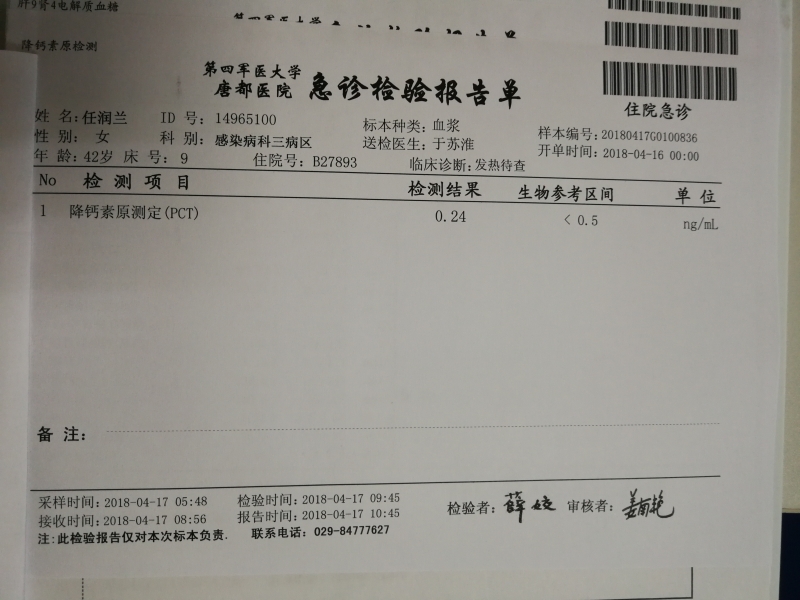 肝9肾4电解质血糖
第四军医大学
降钙素原检测
第四军医大学
唐都医院 急诊检验报告单
住院急诊
姓 名: 任润兰 ID 号: 14965100 标本种类: 血浆 样本编号: 20180417G0100836
性 别: 女 科 别: 感染病科三病区 送检医生: 于苏淮 开单时间: 2018-04-16 00:00
年 龄: 42岁 床 号: 9 住院号: B27893 临床诊断: 发热待查
No 检 测 项 目 检测结果 生物参考区间 单 位
1 降钙素原测定(PCT) 0.24 < 0.5 ng/mL
备 注:
采样时间: 2018-04-17 05:48 检验时间: 2018-04-17 09:45 检验者: 薛姣 审核者:
接收时间: 2018-04-17 08:56 报告时间: 2018-04-17 10:45
注: 此检验报告仅对本次标本负责. 联系电话: 029-84777627